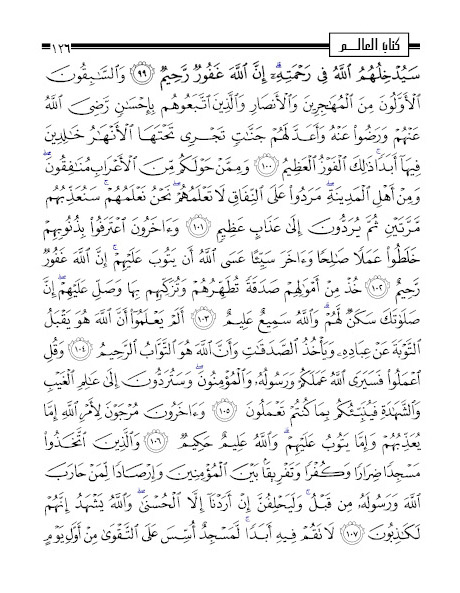 كتاب العالم ١٢٦
سَيُدْخِلُهُمُ اللَّهُ فِى رَحْمَتِهِۦ إِنَّ اللَّهَ غَفُورٌ رَّحِيمٌ ٩٩ وَالسَّٰبِقُونَ
الْأَوَّلُونَ مِنَ الْمُهَٰجِرِينَ وَالْأَنصَارِ وَالَّذِينَ اتَّبَعُوهُم بِإِحْسَٰنٍ رَّضِىَ اللَّهُ
عَنْهُمْ وَرَضُوا عَنْهُ وَأَعَدَّ لَهُمْ جَنَّٰتٍ تَجْرِى تَحْتَهَا الْأَنْهَٰرُ خَٰلِدِينَ
فِيهَا أَبَدًا ذَٰلِكَ الْفَوْزُ الْعَظِيمُ ١٠٠ وَمِمَّنْ حَوْلَكُم مِّنَ الْأَعْرَابِ مُنَٰفِقُونَ
وَمِنْ أَهْلِ الْمَدِينَةِ مَرَدُوا عَلَى النِّفَاقِ لَا تَعْلَمُهُمْ نَحْنُ نَعْلَمُهُمْ سَنُعَذِّبُهُم
مَّرَّتَيْنِ ثُمَّ يُرَدُّونَ إِلَىٰ عَذَابٍ عَظِيمٍ ١٠١ وَءَاخَرُونَ اعْتَرَفُوا بِذُنُوبِهِمْ
خَلَطُوا عَمَلًا صَٰلِحًا وَءَاخَرَ سَيِّئًا عَسَى اللَّهُ أَن يَتُوبَ عَلَيْهِمْ إِنَّ اللَّهَ غَفُورٌ
رَّحِيمٌ ١٠٢ خُذْ مِنْ أَمْوَٰلِهِمْ صَدَقَةً تُطَهِّرُهُمْ وَتُزَكِّيهِم بِهَا وَصَلِّ عَلَيْهِمْ إِنَّ
صَلَوٰتَكَ سَكَنٌ لَّهُمْ وَاللَّهُ سَمِيعٌ عَلِيمٌ ١٠٣ أَلَمْ يَعْلَمُوا أَنَّ اللَّهَ هُوَ يَقْبَلُ
التَّوْبَةَ عَنْ عِبَادِهِۦ وَيَأْخُذُ الصَّدَقَٰتِ وَأَنَّ اللَّهَ هُوَ التَّوَّابُ الرَّحِيمُ ١٠٤ وَقُلِ
اعْمَلُوا فَسَيَرَى اللَّهُ عَمَلَكُمْ وَرَسُولُهُۥ وَالْمُؤْمِنُونَ وَسَتُرَدُّونَ إِلَىٰ عَٰلِمِ الْغَيْبِ
وَالشَّهَٰدَةِ فَيُنَبِّئُكُم بِمَا كُنتُمْ تَعْمَلُونَ ١٠٥ وَءَاخَرُونَ مُرْجَوْنَ لِأَمْرِ اللَّهِ إِمَّا
يُعَذِّبُهُمْ وَإِمَّا يَتُوبُ عَلَيْهِمْ وَاللَّهُ عَلِيمٌ حَكِيمٌ ١٠٦ وَالَّذِينَ اتَّخَذُوا
مَسْجِدًا ضِرَارًا وَكُفْرًا وَتَفْرِيقًا بَيْنَ الْمُؤْمِنِينَ وَإِرْصَادًا لِّمَنْ حَارَبَ
اللَّهَ وَرَسُولَهُۥ مِن قَبْلُ وَلَيَحْلِفُنَّ إِنْ أَرَدْنَا إِلَّا الْحُسْنَىٰ وَاللَّهُ يَشْهَدُ إِنَّهُمْ
لَكَٰذِبُونَ ١٠٧ لَا تَقُمْ فِيهِ أَبَدًا لَّمَسْجِدٌ أُسِّسَ عَلَى التَّقْوَىٰ مِنْ أَوَّلِ يَوْمٍ